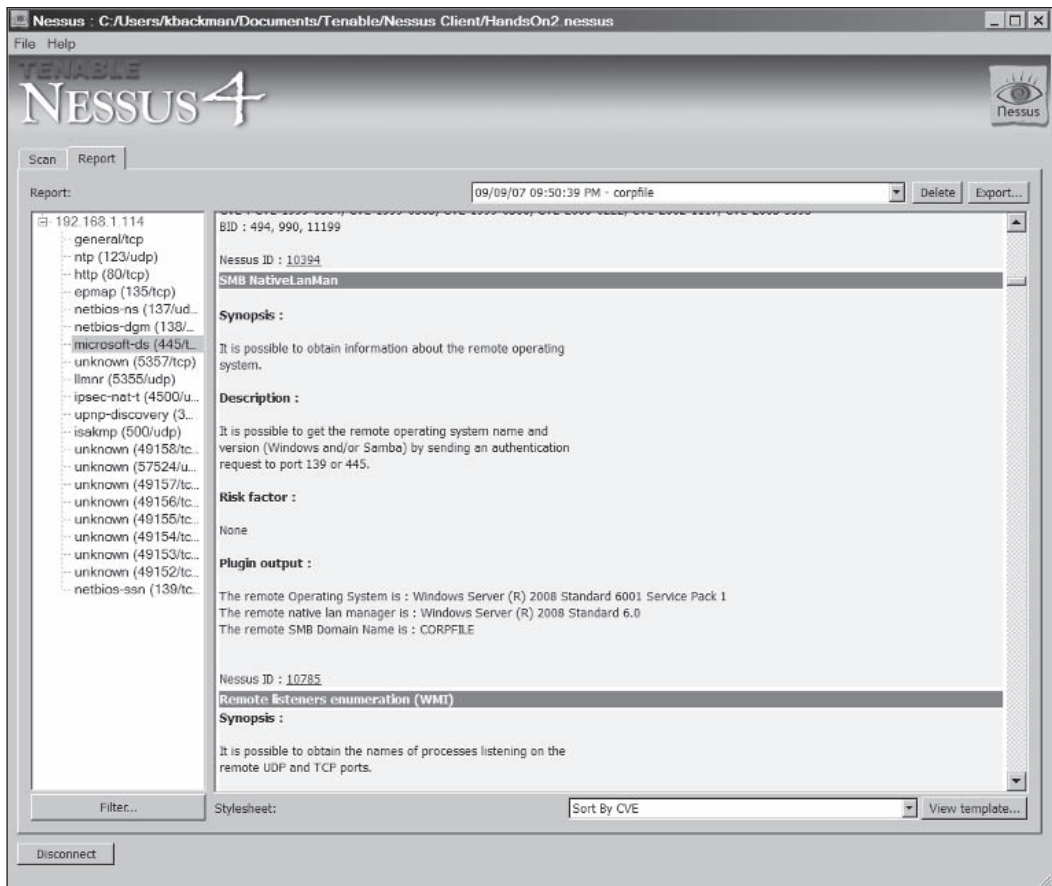 Nessus : C:/Users/kbackman/Documents/Tenable/Nessus Client/HandsOn2.nessus
File Help
TENABLE
NESSUS 4
Nessus
Scan
Report
Report:
09/09/07 09:50:39 PM - corpfile
Delete
Export...
192.168.1.114
general/tcp
ntp (123/udp)
http (80/tcp)
epmap (135/tcp)
netbios-ns (137/ud...
netbios-dgm (138/...
microsoft-ds (445/t...
unknown (5357/tcp)
llmnr (5355/udp)
ipsec-nat-t (4500/u...
upnp-discovery (3...
isakmp (500/udp)
unknown (49158/tc...
unknown (57524/u...
unknown (49157/tc...
unknown (49156/tc...
unknown (49155/tc...
unknown (49154/tc...
unknown (49153/tc...
unknown (49152/tc...
netbios-ssn (139/tc...
BID : 494, 990, 11199
Nessus ID : 10394
SMB NativeLanMan
Synopsis :
It is possible to obtain information about the remote operating
system.
Description :
It is possible to get the remote operating system name and
version (Windows and/or Samba) by sending an authentication
request to port 139 or 445.
Risk factor :
None
Plugin output :
The remote Operating System is : Windows Server (R) 2008 Standard 6001 Service Pack 1
The remote native lan manager is : Windows Server (R) 2008 Standard 6.0
The remote SMB Domain Name is : CORPFILE
Nessus ID : 10785
Remote listeners enumeration (WMI)
Synopsis :
It is possible to obtain the names of processes listening on the
remote UDP and TCP ports.
Filter...
Stylesheet:
Sort By CVE
View template...
Disconnect